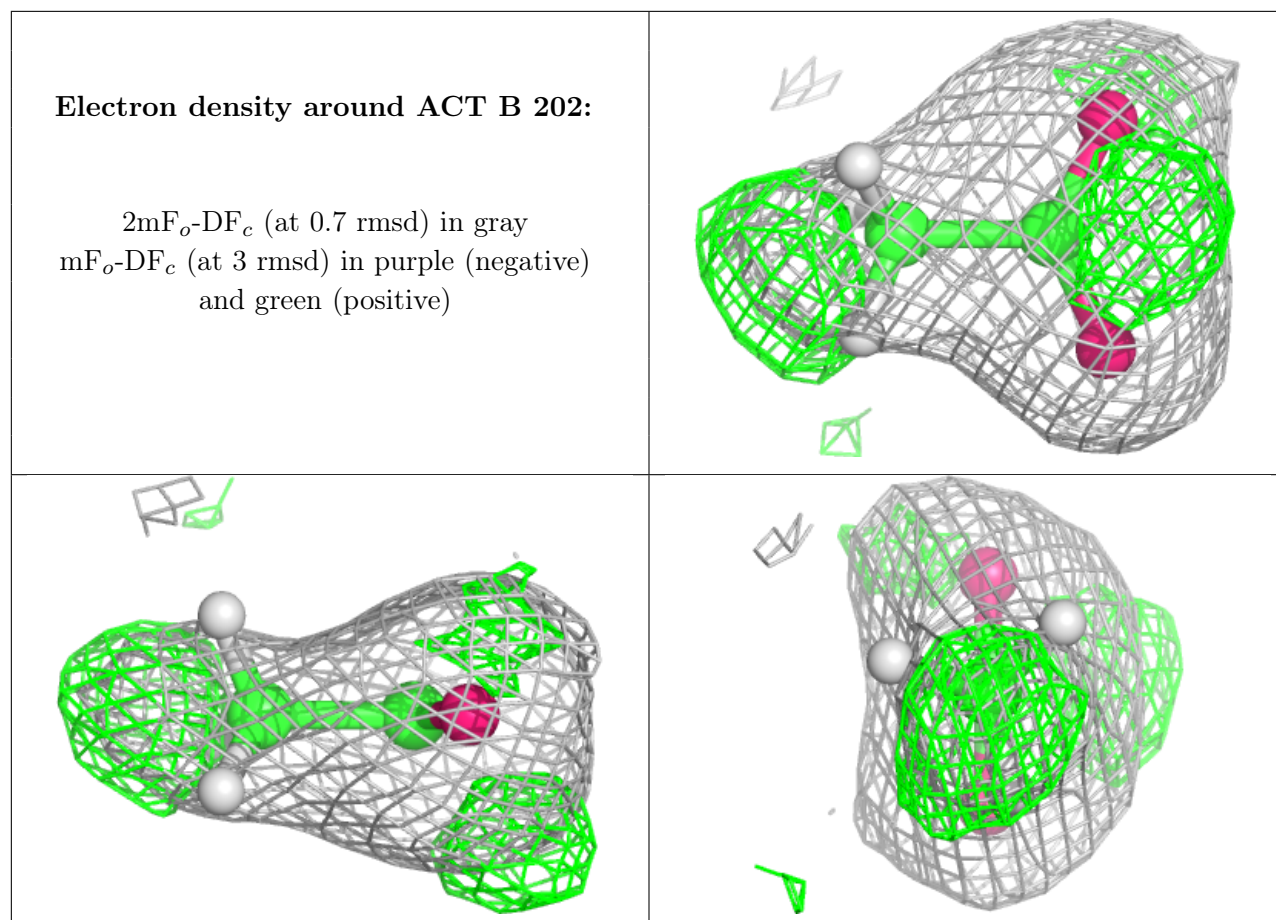 Electron density around ACT B 202:
2mFo-DFc (at 0.7 rmsd) in gray
mFo-DFc (at 3 rmsd) in purple (negative)
and green (positive)